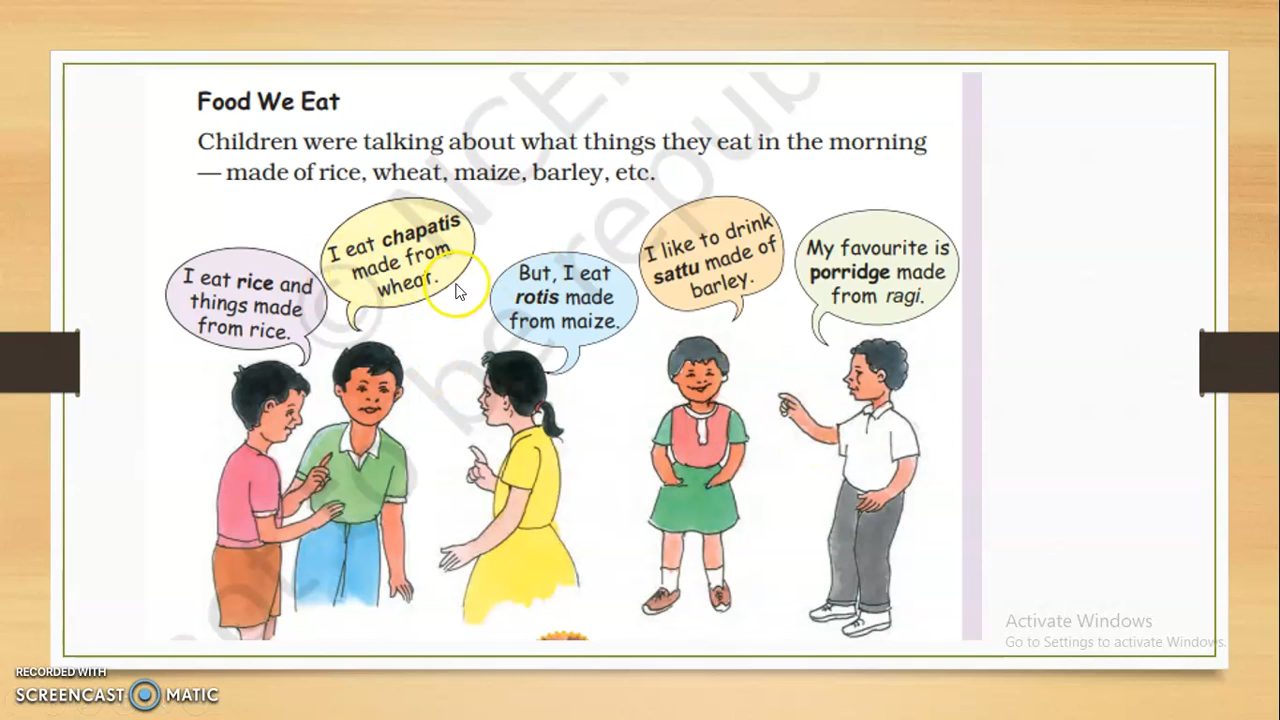 Food We Eat
Children were talking about what things they eat in the morning
— made of rice, wheat, maize, barley, etc.
I eat rice and
things made
from rice.
I eat chapatis
made from
wheat.
But, I eat
rotis made
from maize.
I like to drink
sattu made of
barley.
My favourite is
porridge made
from ragi.
Activate Windows
Go to Settings to activate Windows.
RECORDED WITH
SCREENCAST MATIC